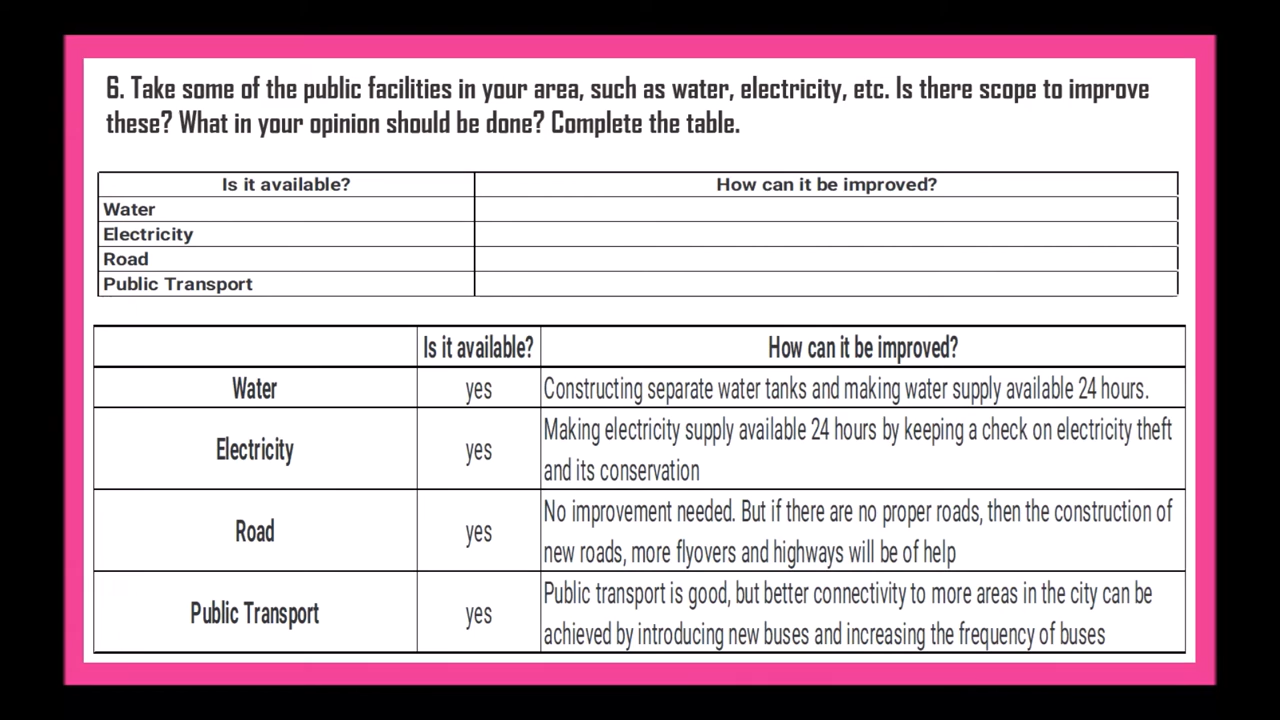 6. Take some of the public facilities in your area, such as water, electricity, etc. Is there scope to improve
these? What in your opinion should be done? Complete the table.
Is it available? How can it be improved?
Water
Electricity
Road
Public Transport
Is it available? How can it be improved?
Water yes Constructing separate water tanks and making water supply available 24 hours.
Electricity yes Making electricity supply available 24 hours by keeping a check on electricity theft
and its conservation
Road yes No improvement needed. But if there are no proper roads, then the construction of
new roads, more flyovers and highways will be of help
Public Transport yes Public transport is good, but better connectivity to more areas in the city can be
achieved by introducing new buses and increasing the frequency of buses